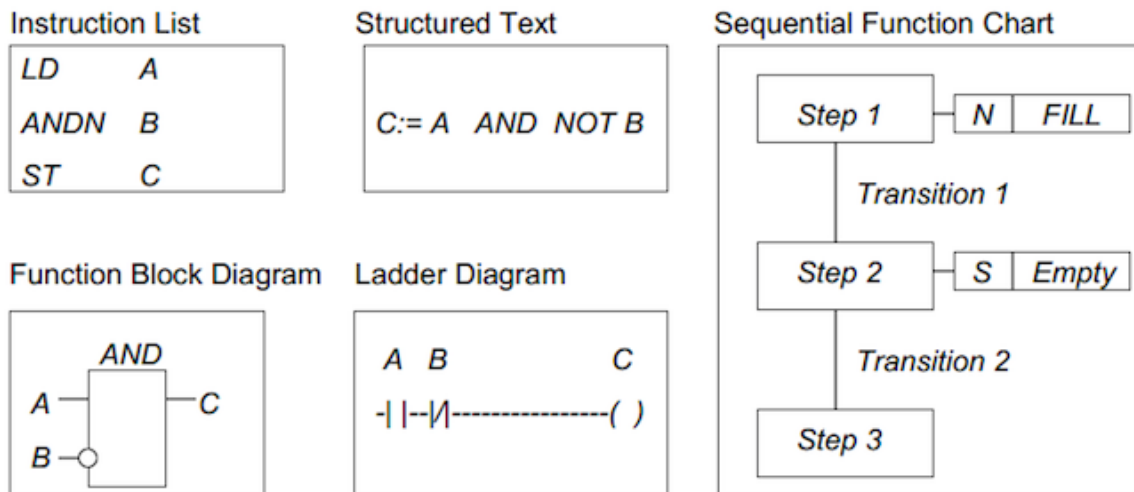 Instruction List
LD A
ANDN B
ST C
Structured Text
C:= A AND NOT B
Sequential Function Chart
Step 1 N FILL
Transition 1
Step 2 S Empty
Transition 2
Step 3
Function Block Diagram
AND
A C
B
Ladder Diagram
A B C
-| |--|/|----------------( )